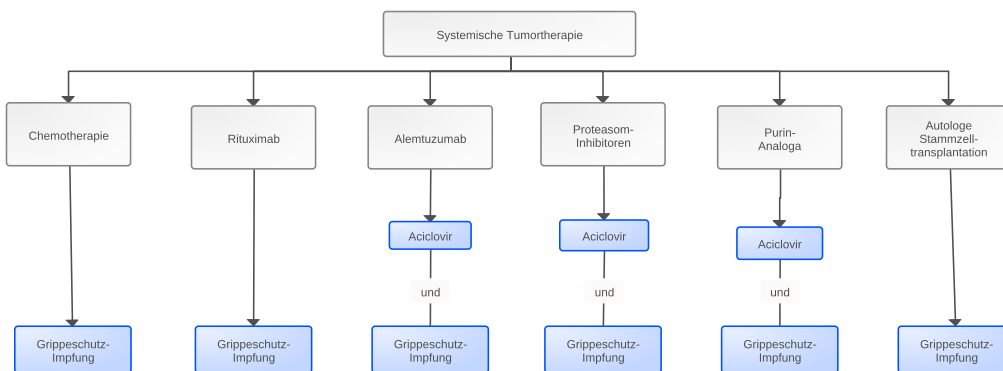 Systemische Tumortherapie
Chemotherapie
Rituximab
Alemtuzumab
Proteasom-
Inhibitoren
Purin-
Analoga
Autologe
Stammzell-
transplantation
Aciclovir
Aciclovir
Aciclovir
und
und
und
Grippeschutz-
Impfung
Grippeschutz-
Impfung
Grippeschutz-
Impfung
Grippeschutz-
Impfung
Grippeschutz-
Impfung
Grippeschutz-
Impfung